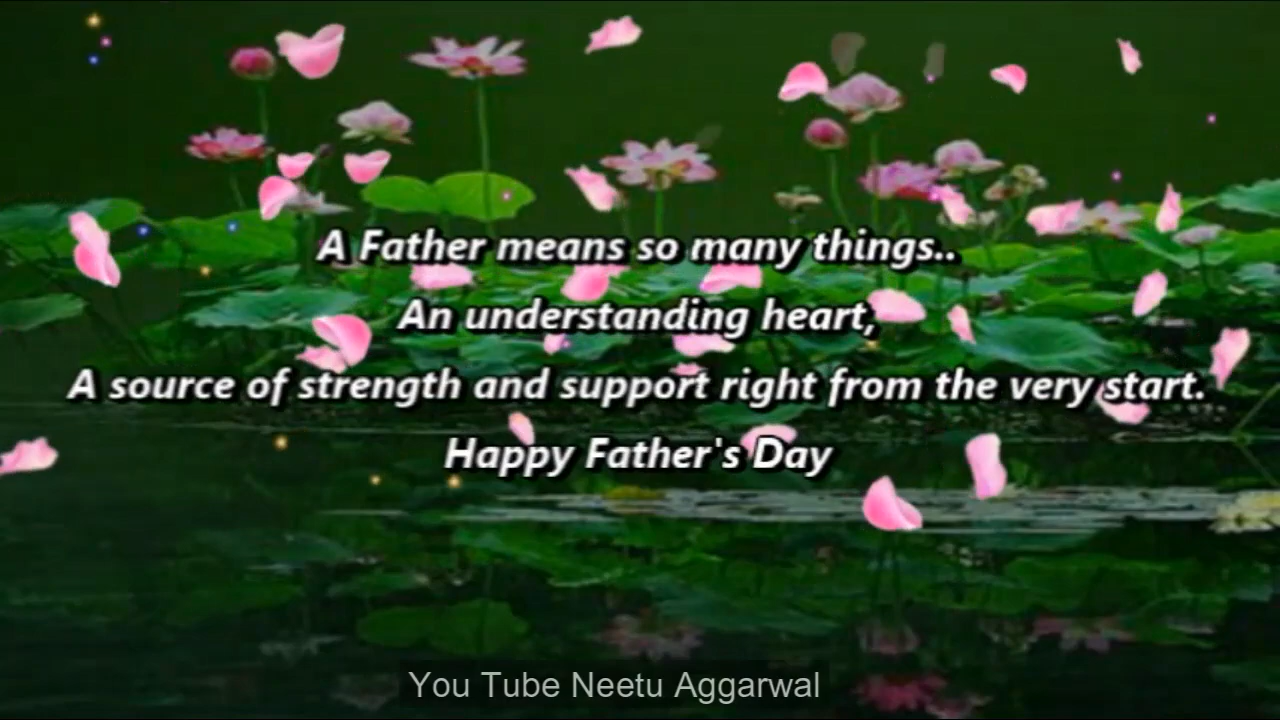 A Father means so many things..
An understanding heart,
A source of strength and support right from the very start.
Happy Father's Day
You Tube Neetu Aggarwal